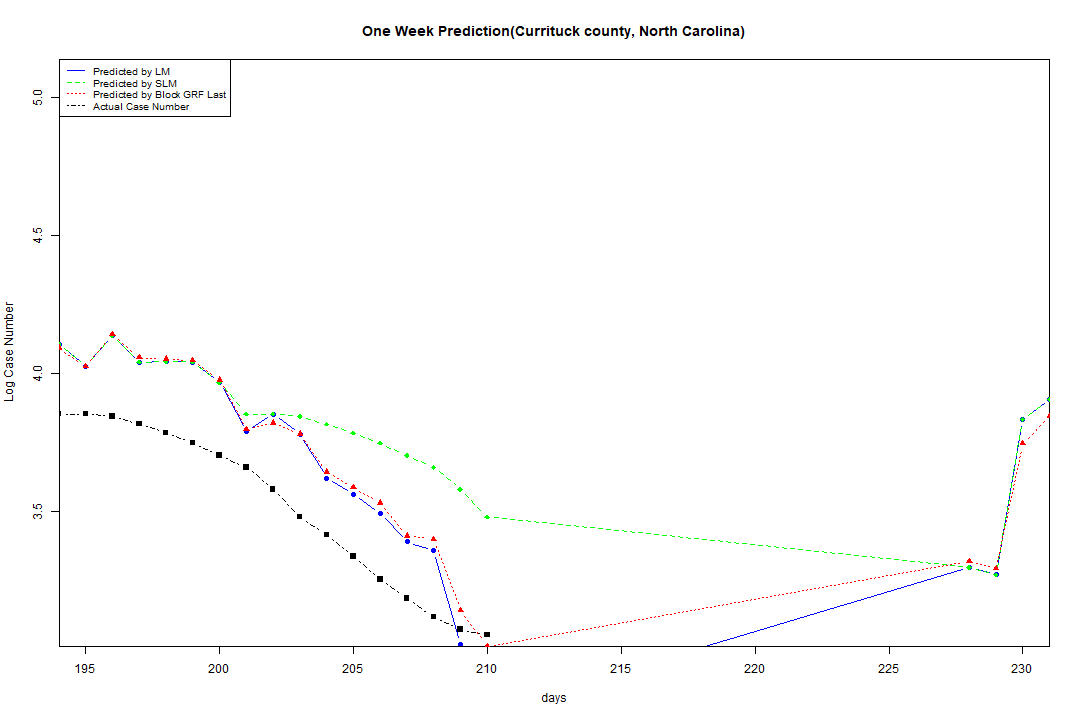 One Week Prediction(Currituck county, North Carolina)
Predicted by LM
Predicted by SLM
Predicted by Block GRF Last
Actual Case Number
5.0
4.5
4.0
3.5
Log Case Number
195 200 205 210 215 220 225 230
days